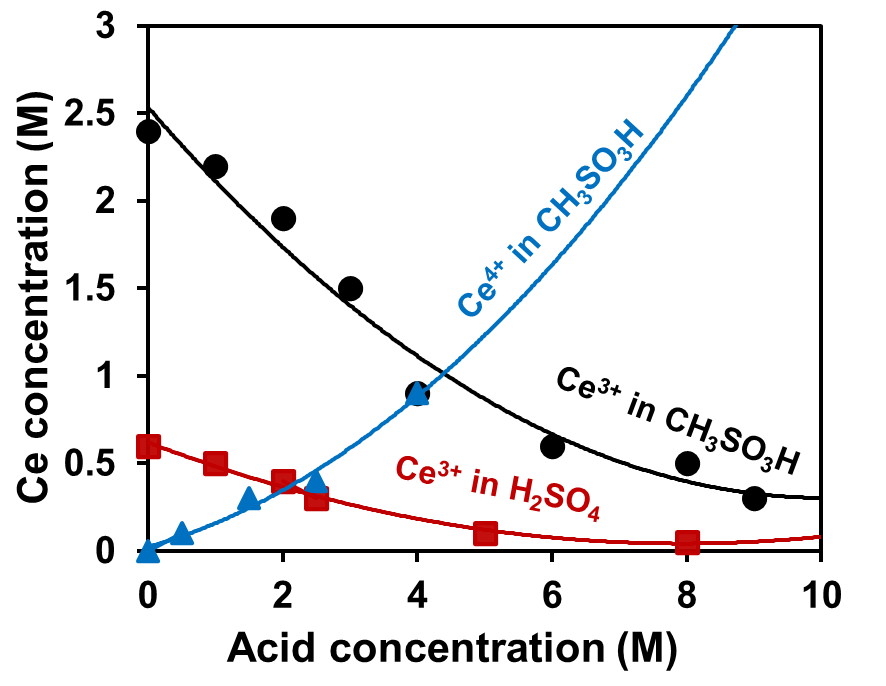 3
2.5
2
1.5
1
0.5
0
Ce concentration (M)
Ce⁴⁺ in CH₃SO₃H
Ce³⁺ in CH₃SO₃H
Ce³⁺ in H₂SO₄
0 2 4 6 8 10
Acid concentration (M)